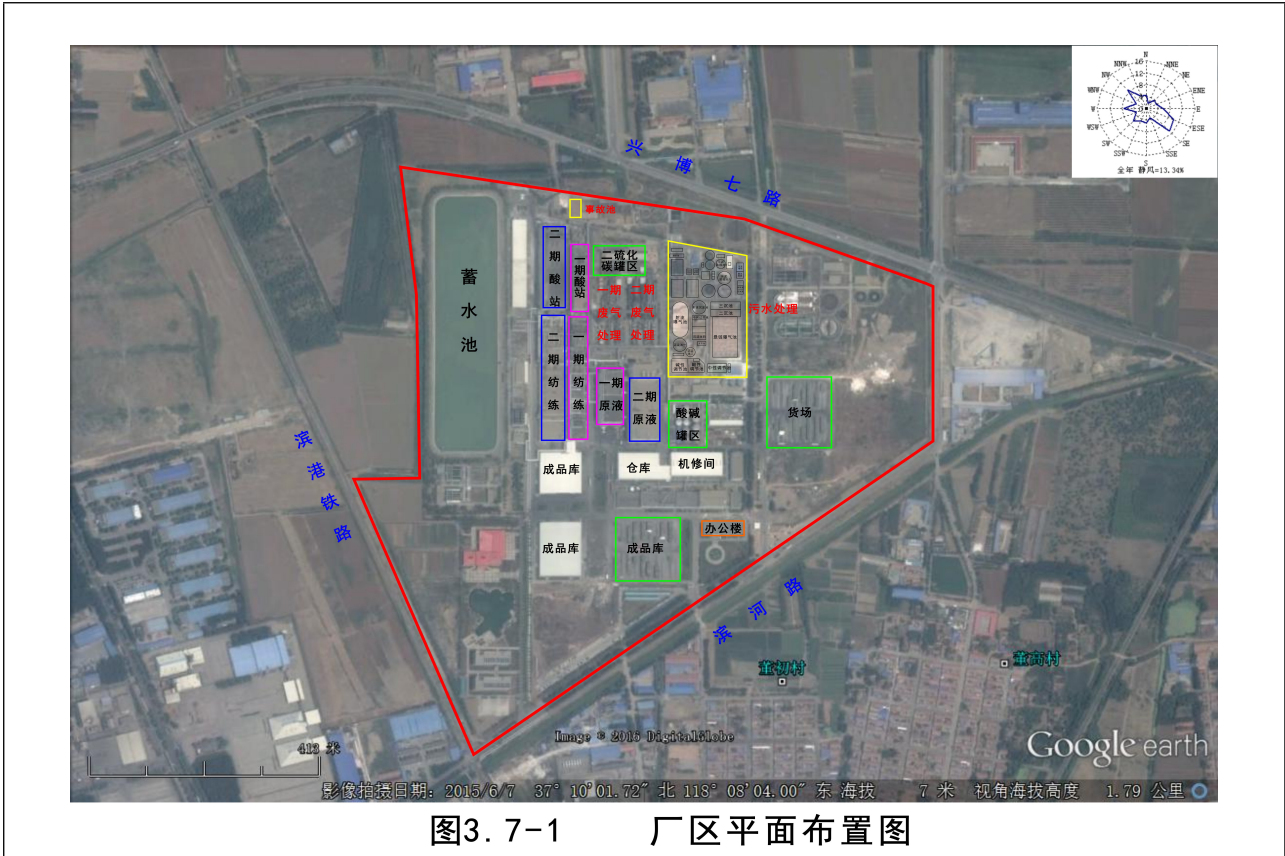 N
NNW
NNE
NW
NE
WNW
ENE
W
E
WSW
ESE
SW
SE
SSW
SSE
S
16
12
8
全年 静风=13.34%
兴博七路
事故池
二期酸站
一期酸站
二硫化
碳罐区
一期废气处理
二期废气处理
污水处理
蓄水池
二期纺练
一期纺练
一期
原液
二期
原液
酸碱
罐区
货场
成品库
仓库
机修间
滨港铁路
成品库
成品库
办公楼
滨河路
董初村
董高村
Image © 2015 DigitalGlobe
413 米
Google earth
影像拍摄日期: 2015/6/7 37°10'01.72" 北 118°08'04.00" 东 海拔 7 米 视角海拔高度 1.79 公里
图3.7-1 厂区平面布置图